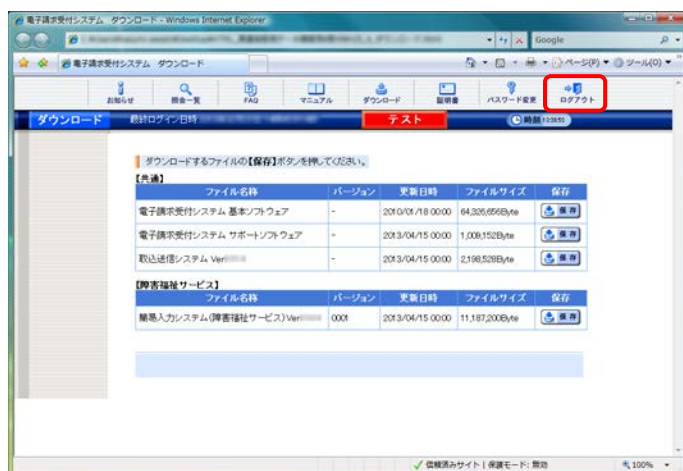 電子請求受付システム ダウンロード - Windows Internet Explorer
Google
電子請求受付システム ダウンロード
ページ(P) ツール(O)
お知らせ 照会一覧 FAQ マニュアル ダウンロード 証明書 パスワード変更 ログアウト
ダウンロード 最終ログイン日時 テスト 時刻
ダウンロードするファイルの【保存】ボタンを押してください。
【共通】
ファイル名称 バージョン 更新日時 ファイルサイズ 保存
電子請求受付システム 基本ソフトウェア - 2010/01/18 00:00 64,326,656Byte 保存
電子請求受付システム サポートソフトウェア - 2013/04/15 00:00 1,009,152Byte 保存
取込送信システム Ver - 2013/04/15 00:00 2,198,528Byte 保存
【障害福祉サービス】
ファイル名称 バージョン 更新日時 ファイルサイズ 保存
簡易入力システム(障害福祉サービス)Ver 0001 2013/04/15 00:00 11,187,200Byte 保存
信頼済みサイト | 保護モード: 無効 100%